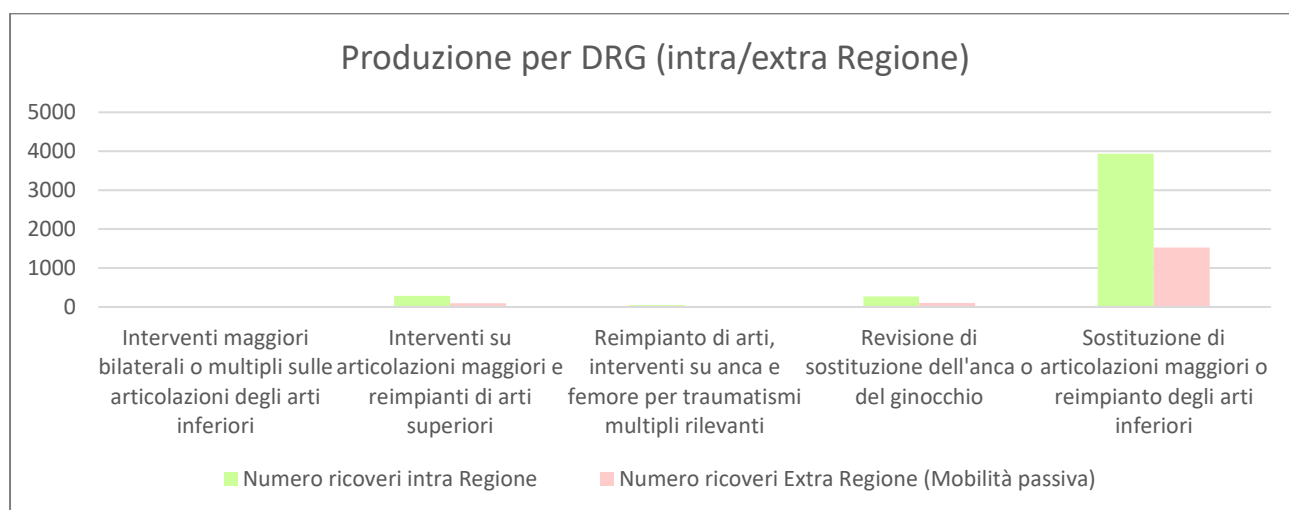 Produzione per DRG (intra/extra Regione)
5000
4000
3000
2000
1000
0
Interventi maggiori
bilaterali o multipli sulle
articolazioni degli arti
inferiori
Interventi su
articolazioni maggiori e
reimpianti di arti
superiori
Reimpianto di arti,
interventi su anca e
femore per traumatismi
multipli rilevanti
Revisione di
sostituzione dell'anca o
del ginocchio
Sostituzione di
articolazioni maggiori o
reimpianto degli arti
inferiori
Numero ricoveri intra Regione
Numero ricoveri Extra Regione (Mobilità passiva)